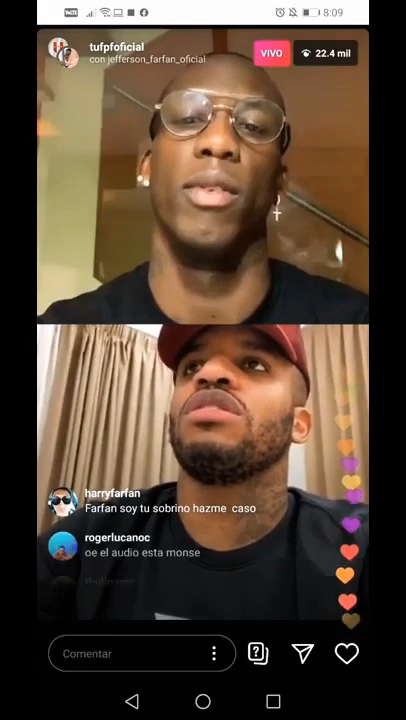 8:09
tufpfoficial
con jefferson_farfan_oficial
VIVO
22.4 mil
harryfarfan
Farfan soy tu sobrino hazme caso
rogerlucanoc
oe el audio esta monse
Comentar